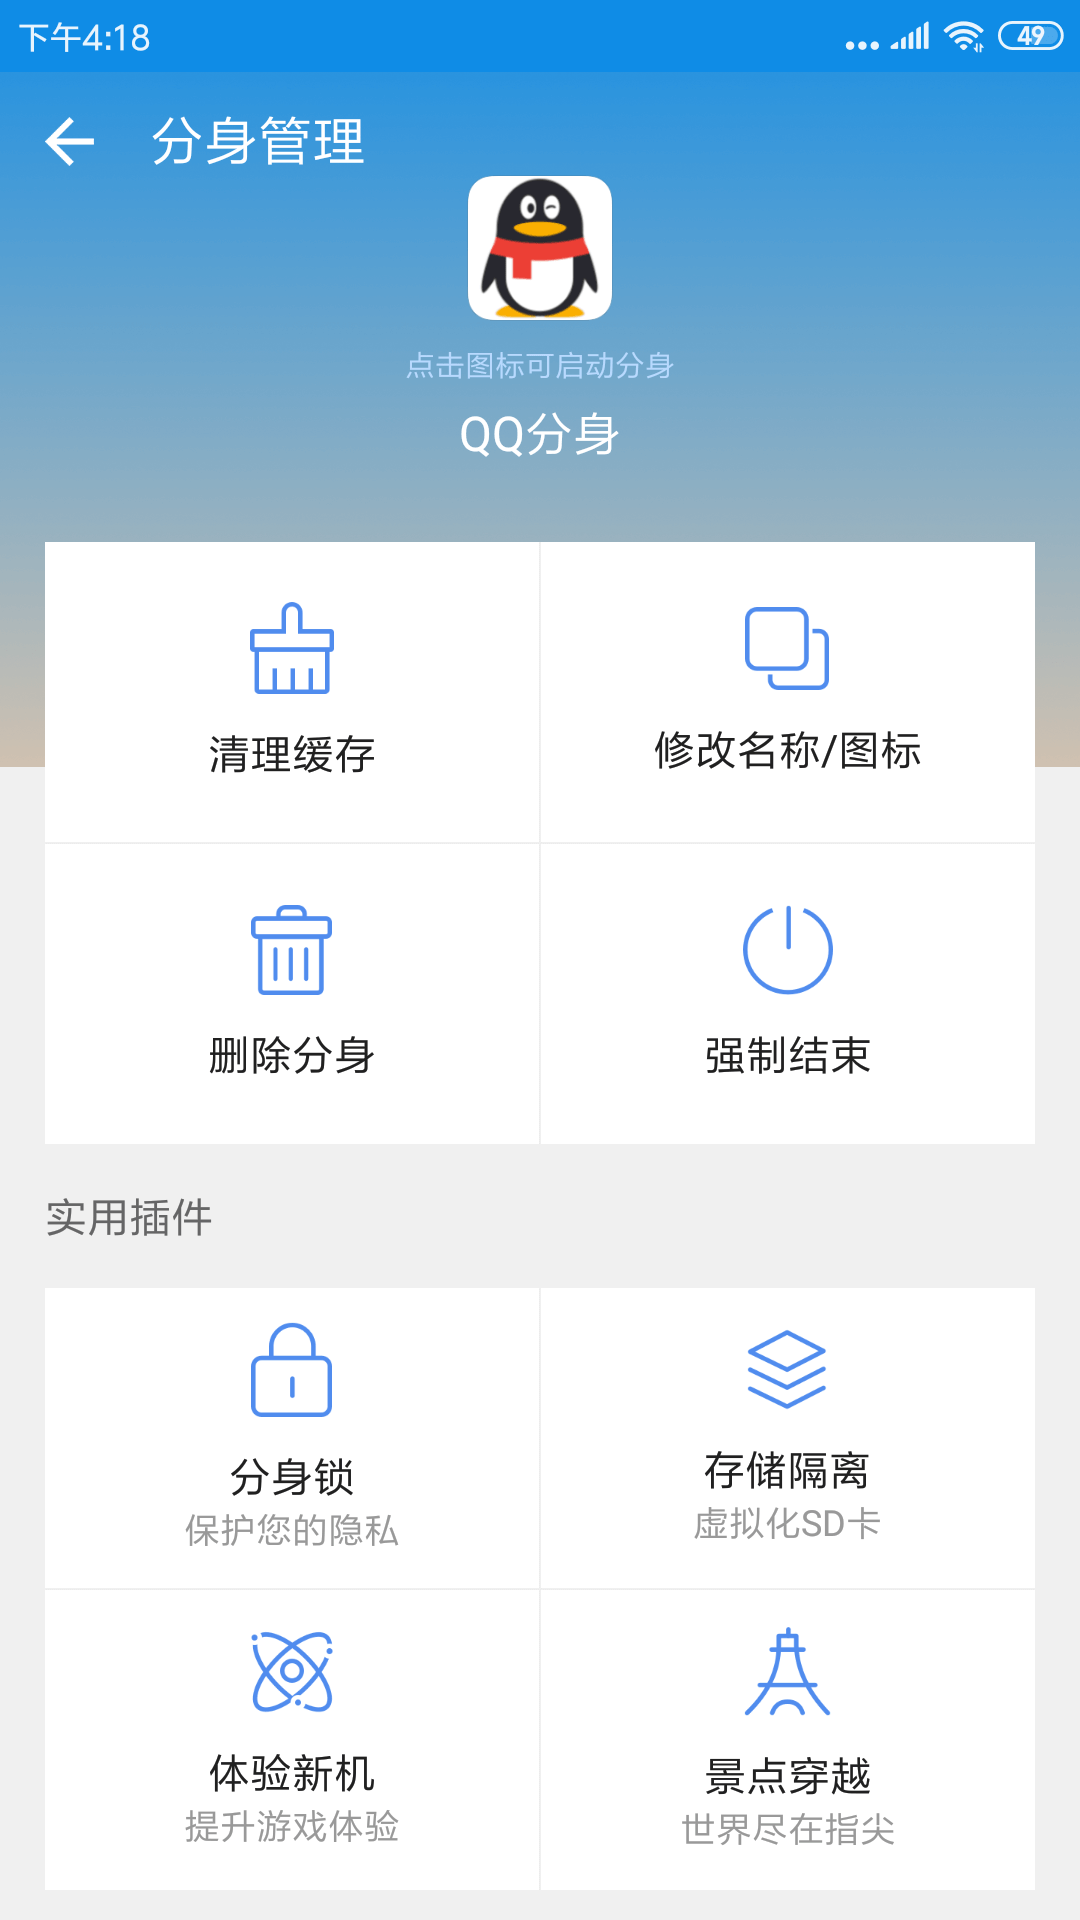 下午4:18
49
分身管理
点击图标可启动分身
QQ分身
清理缓存
修改名称/图标
删除分身
强制结束
实用插件
分身锁
保护您的隐私
存储隔离
虚拟化SD卡
体验新机
提升游戏体验
景点穿越
世界尽在指尖